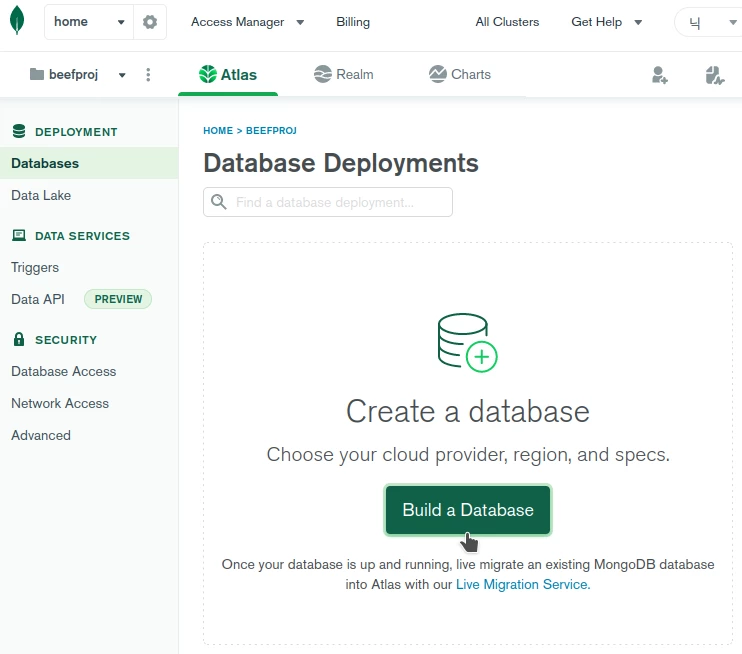 home
Access Manager
Billing
All Clusters
Get Help
beefproj
Atlas
Realm
Charts
DEPLOYMENT
Databases
Data Lake
DATA SERVICES
Triggers
Data API
PREVIEW
SECURITY
Database Access
Network Access
Advanced
HOME > BEEFPROJ
Database Deployments
Find a database deployment...
Create a database
Choose your cloud provider, region, and specs.
Build a Database
Once your database is up and running, live migrate an existing MongoDB database
into Atlas with our Live Migration Service.